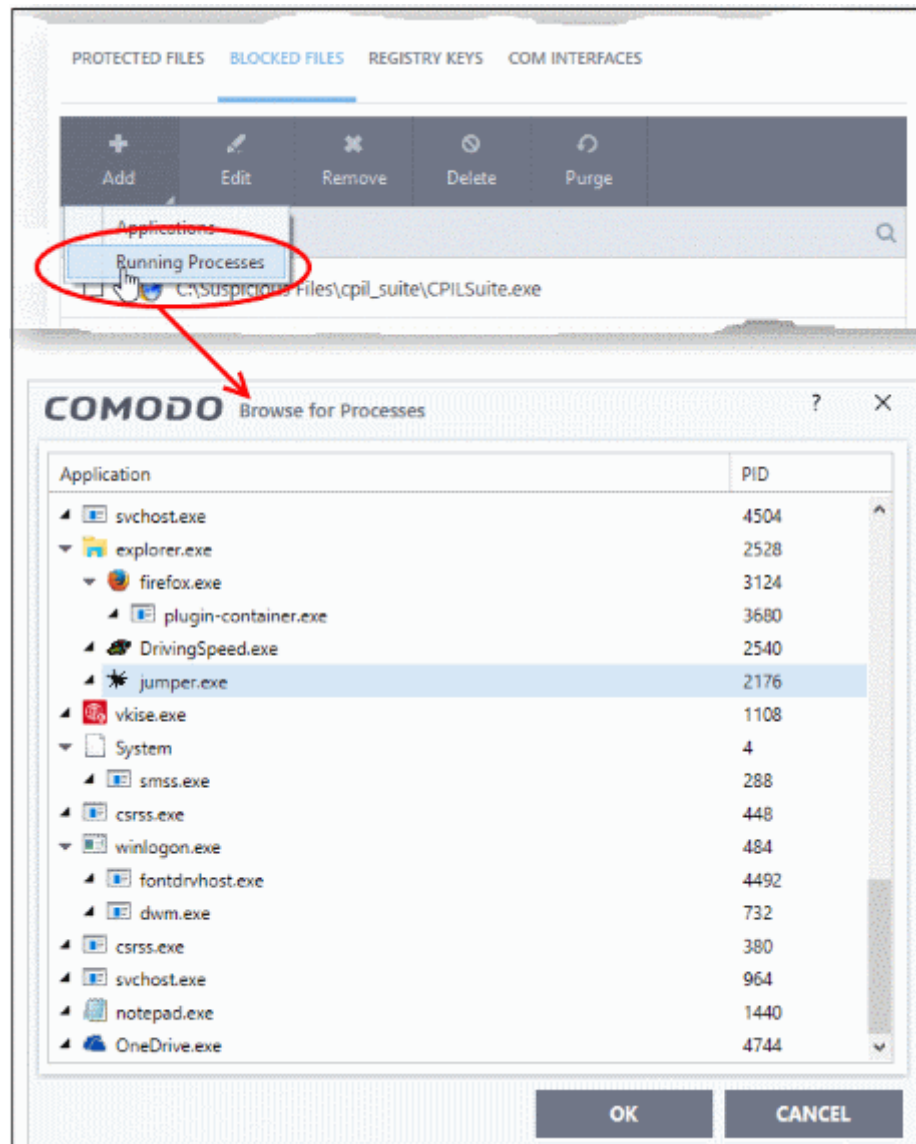 PROTECTED FILES BLOCKED FILES REGISTRY KEYS COM INTERFACES
Add Edit Remove Delete Purge
Applications
Running Processes
C:\Suspicious Files\cpil_suite\CPILSuite.exe
COMODO Browse for Processes ? ×
Application PID
svchost.exe 4504
explorer.exe 2528
firefox.exe 3124
plugin-container.exe 3680
DrivingSpeed.exe 2540
jumper.exe 2176
vkise.exe 1108
System 4
smss.exe 288
csrss.exe 448
winlogon.exe 484
fontdrvhost.exe 4492
dwm.exe 732
csrss.exe 380
svchost.exe 964
notepad.exe 1440
OneDrive.exe 4744
OK CANCEL